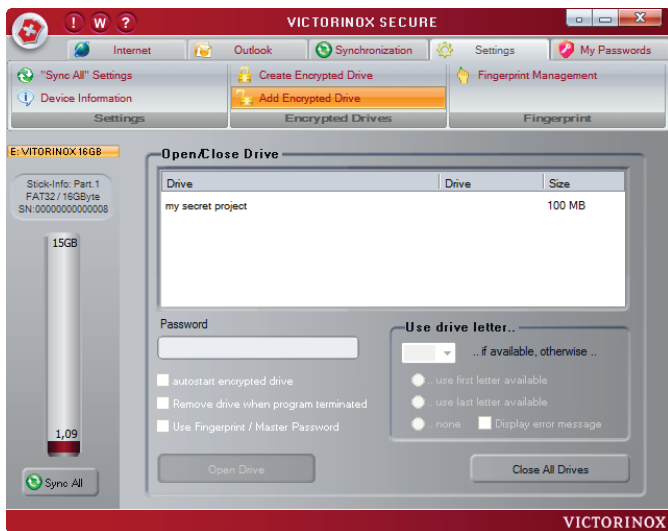 ! W ?
VICTORINOX SECURE
Internet
Outlook
Synchronization
Settings
My Passwords
"Sync All" Settings
Create Encrypted Drive
Fingerprint Management
Device Information
Add Encrypted Drive
Settings
Encrypted Drives
Fingerprint
E: VITORINOX 16GB
Open/Close Drive
Stick-Info: Part.1
FAT32 / 16GByte
SN:00000000000008
Drive
Drive
Size
my secret project
100 MB
15GB
Password
Use drive letter..
.. if available, otherwise ..
autostart encrypted drive
.. use first letter available
Remove drive when program terminated
.. use last letter available
Use Fingerprint / Master Password
.. none
Display error message
1,09
Open Drive
Close All Drives
Sync All
VICTORINOX